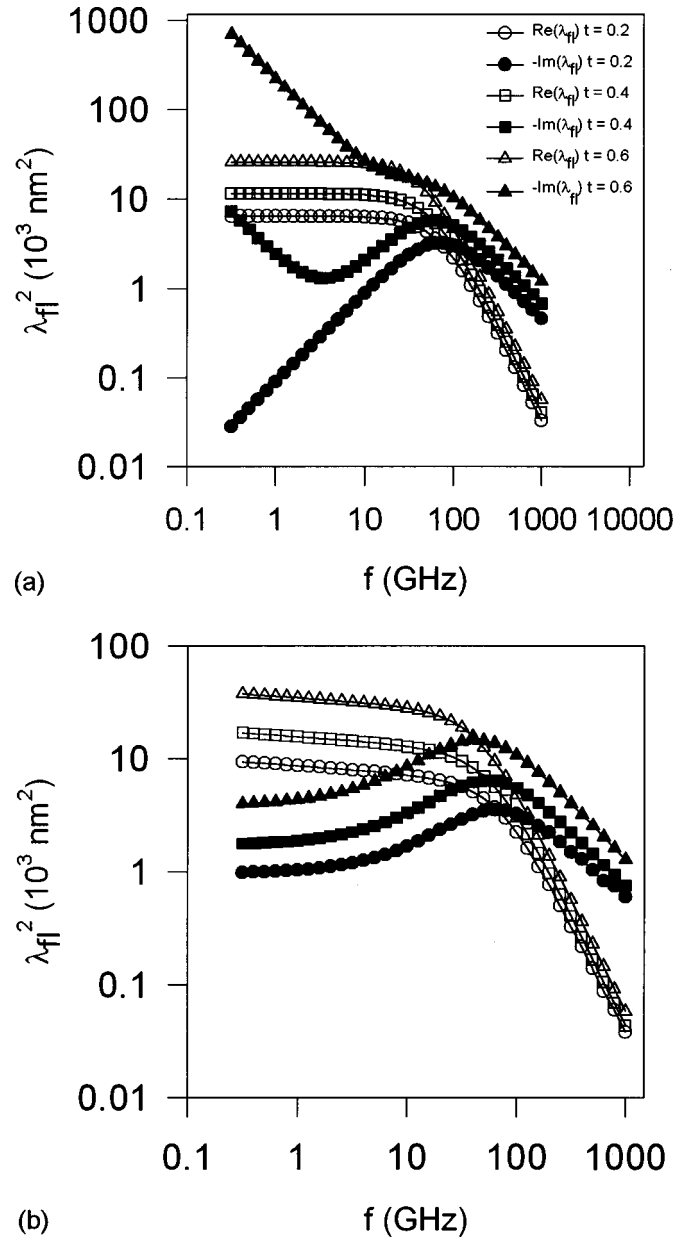 1000
100
10
1
0.1
0.01
λfl² (10³ nm²)
Re(λfl) t = 0.2
-Im(λfl) t = 0.2
Re(λfl) t = 0.4
-Im(λfl) t = 0.4
Re(λfl) t = 0.6
-Im(λfl) t = 0.6
0.1 1 10 100 1000 10000
(a) f (GHz)
100
10
1
0.1
0.01
λfl² (10³ nm²)
0.1 1 10 100 1000
(b) f (GHz)